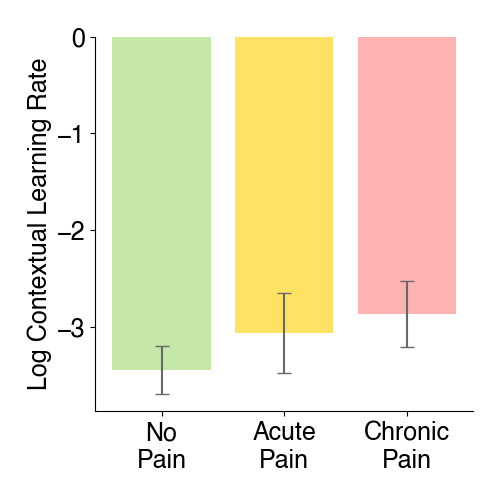 Log Contextual Learning Rate
0
−1
−2
−3
No
Pain
Acute
Pain
Chronic
Pain